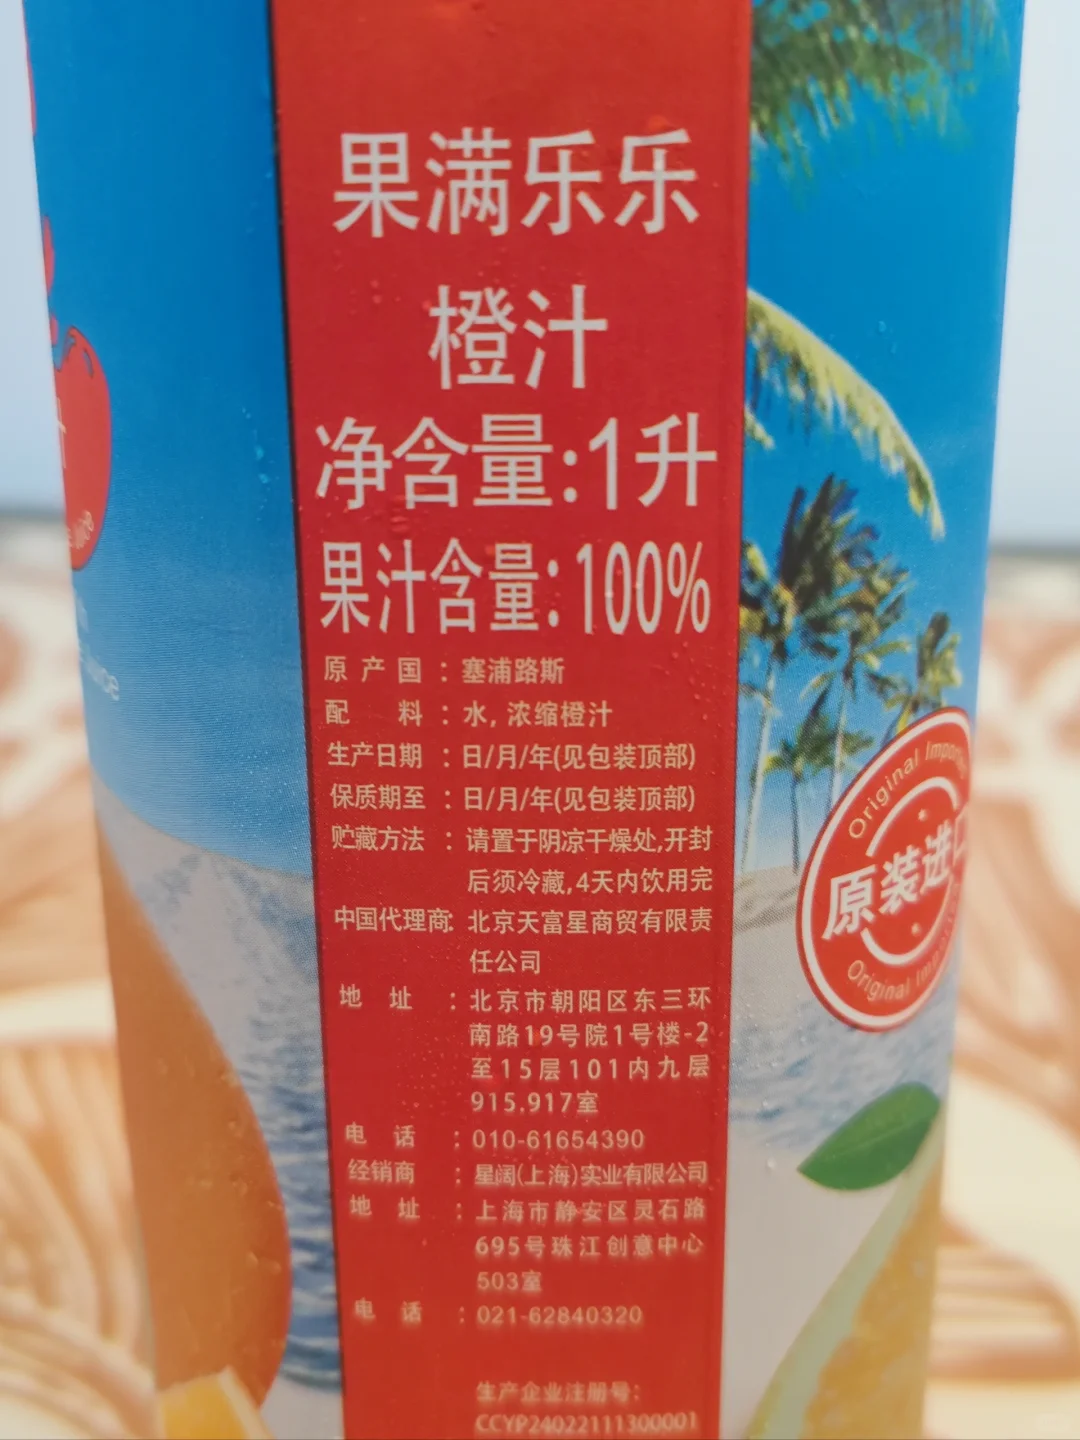 果满乐乐
橙汁
净含量:1升
果汁含量:100%
原产国:塞浦路斯
配料:水,浓缩橙汁
生产日期:日/月/年(见包装顶部)
保质期至:日/月/年(见包装顶部)
贮藏方法:请置于阴凉干燥处,开封
后须冷藏,4天内饮用完
中国代理商:北京天富星商贸有限责
任公司
地址:北京市朝阳区东三环
南路19号院1号楼-2
至15层101内九层
915.917室
电话:010-61654390
经销商:星阔(上海)实业有限公司
地址:上海市静安区灵石路
695号珠江创意中心
503室
电话:021-62840320
生产企业注册号:
CCYP24022111300001
Original Import
原装进口
Original Imp
汁
Juice
Juice